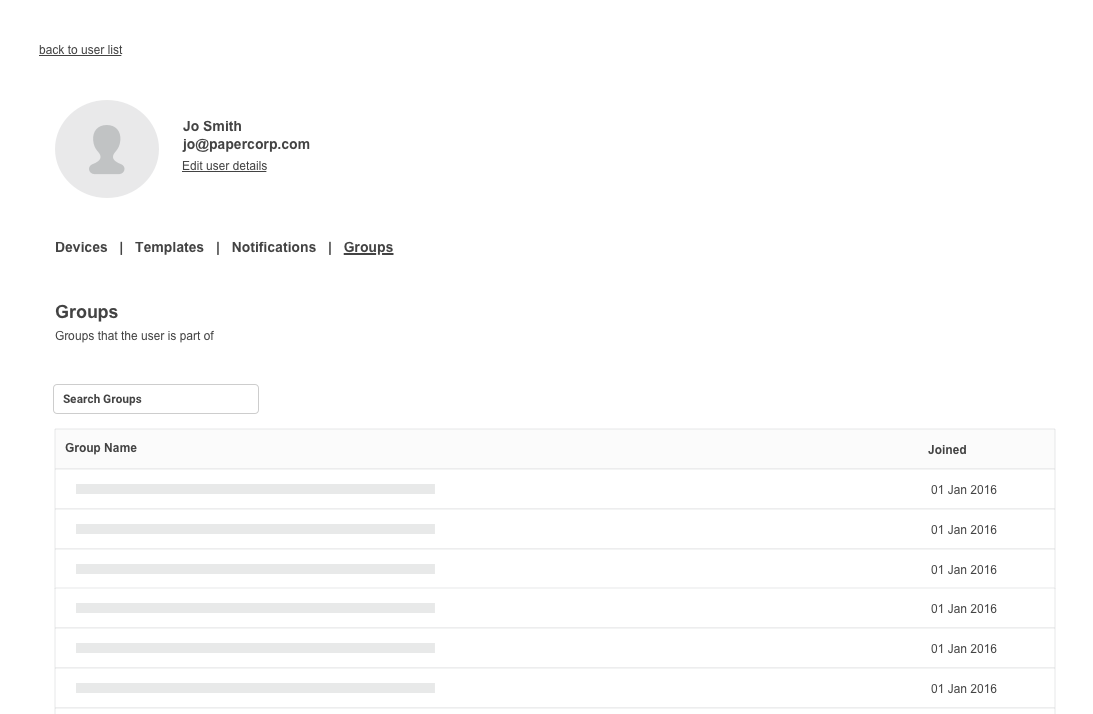 back to user list
Jo Smith
jo@papercorp.com
Edit user details
Devices | Templates | Notifications | Groups
Groups
Groups that the user is part of
Search Groups
Group Name Joined
01 Jan 2016
01 Jan 2016
01 Jan 2016
01 Jan 2016
01 Jan 2016
01 Jan 2016